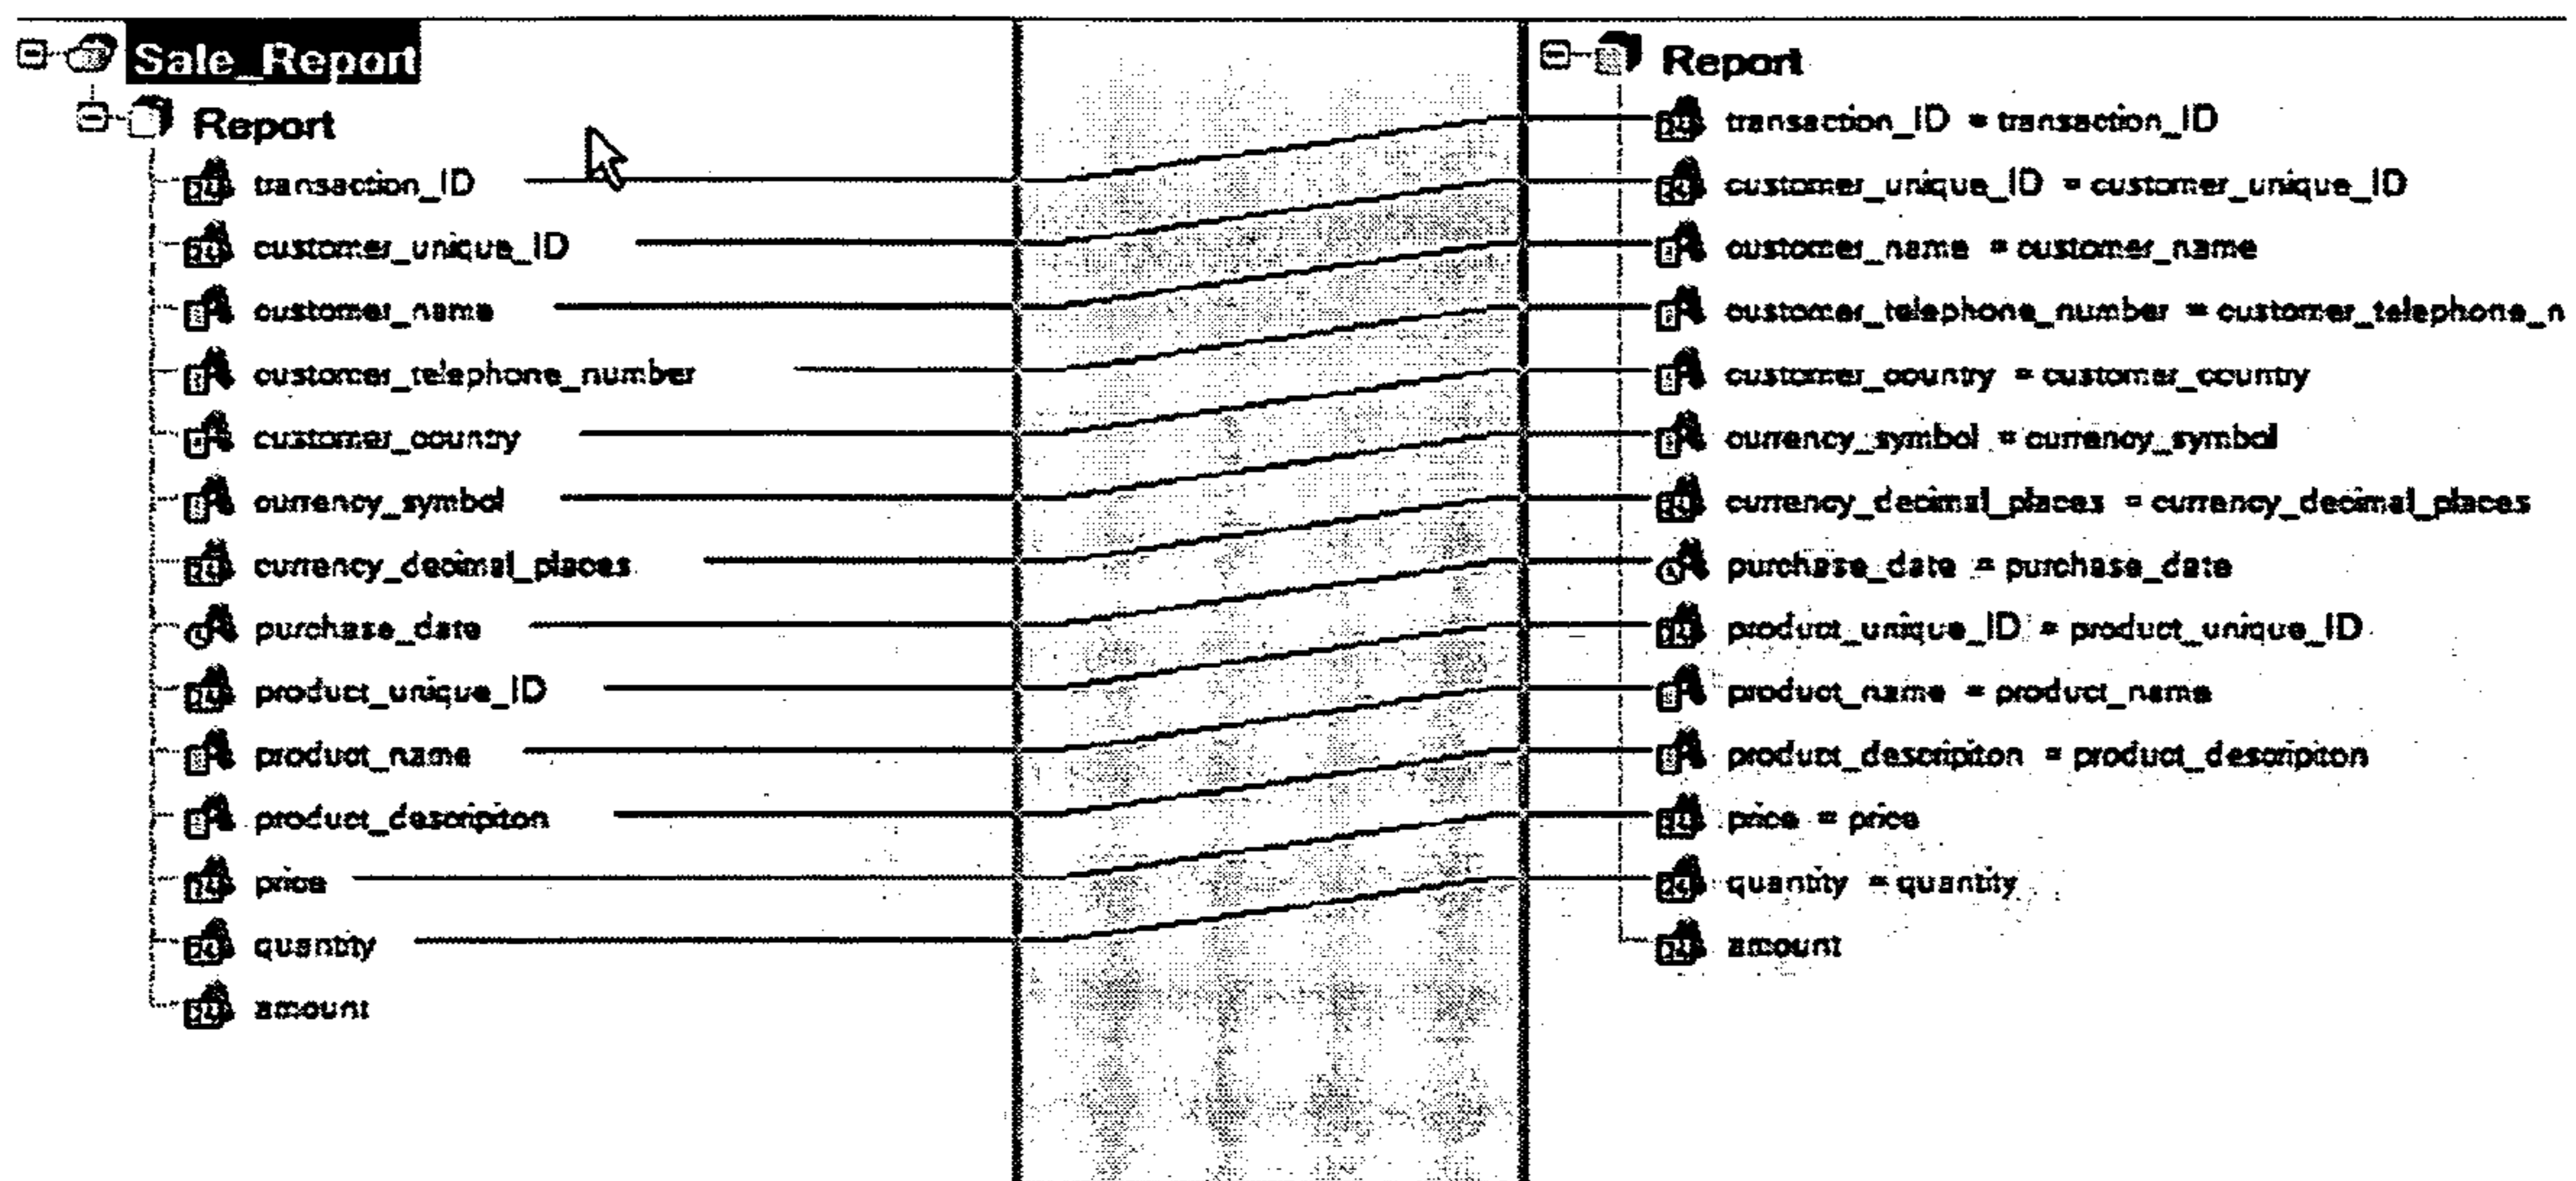 Sale_Report
Report
transaction_ID
customer_unique_ID
customer_name
customer_telephone_number
customer_country
currency_symbol
currency_decimal_places
purchase_date
product_unique_ID
product_name
product_descripiton
price
quantity
amount
Report
transaction_ID = transaction_ID
customer_unique_ID = customer_unique_ID
customer_name = customer_name
customer_telephone_number = customer_telephone_n
customer_country = customer_country
currency_symbol = currency_symbol
currency_decimal_places = currency_decimal_places
purchase_date = purchase_date
product_unique_ID = product_unique_ID
product_name = product_name
product_descripiton = product_descripiton
price = price
quantity = quantity
amount